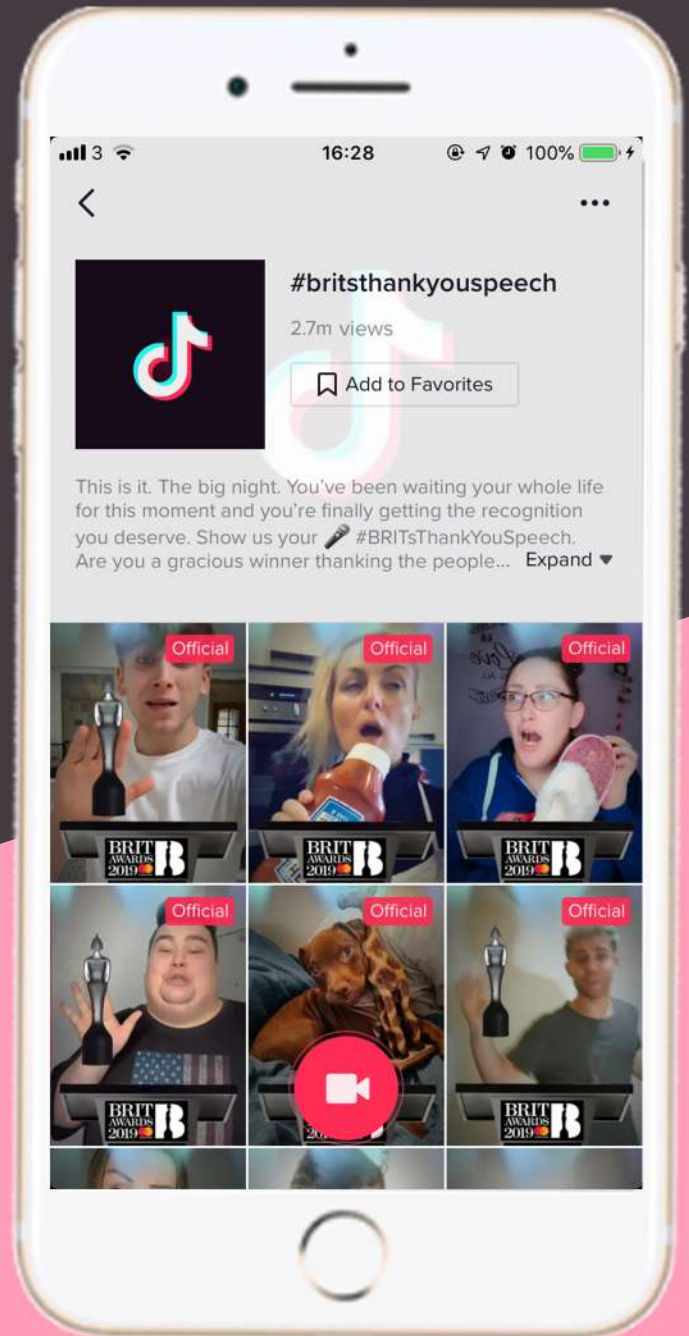 3 16:28 100%
#britsthankyouspeech
2.7m views
Add to Favorites
This is it. The big night. You've been waiting your whole life
for this moment and you're finally getting the recognition
you deserve. Show us your 🎤 #BRITsThankYouSpeech.
Are you a gracious winner thanking the people... Expand
Official Official Official
BRIT AWARDS 2019
BRIT AWARDS 2019
BRIT AWARDS 2019
Official Official Official
BRIT AWARDS 2019
BRIT AWARDS 2019